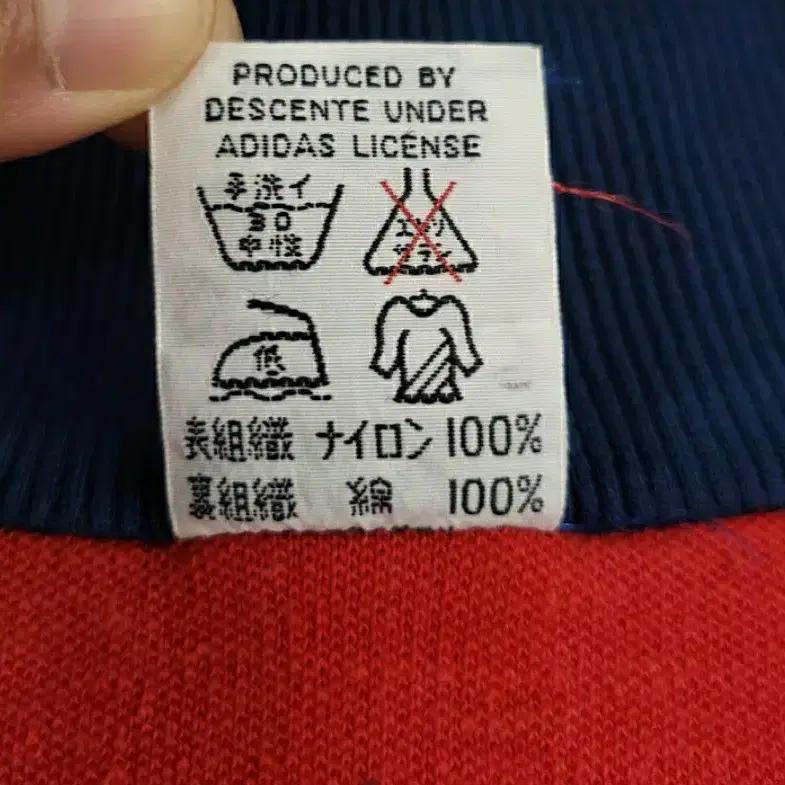 PRODUCED BY
DESCENTE UNDER
ADIDAS LICENSE
手洗イ
中性
エンソ
サラシ
低
表組織 ナイロン 100%
裏組織 綿 100%